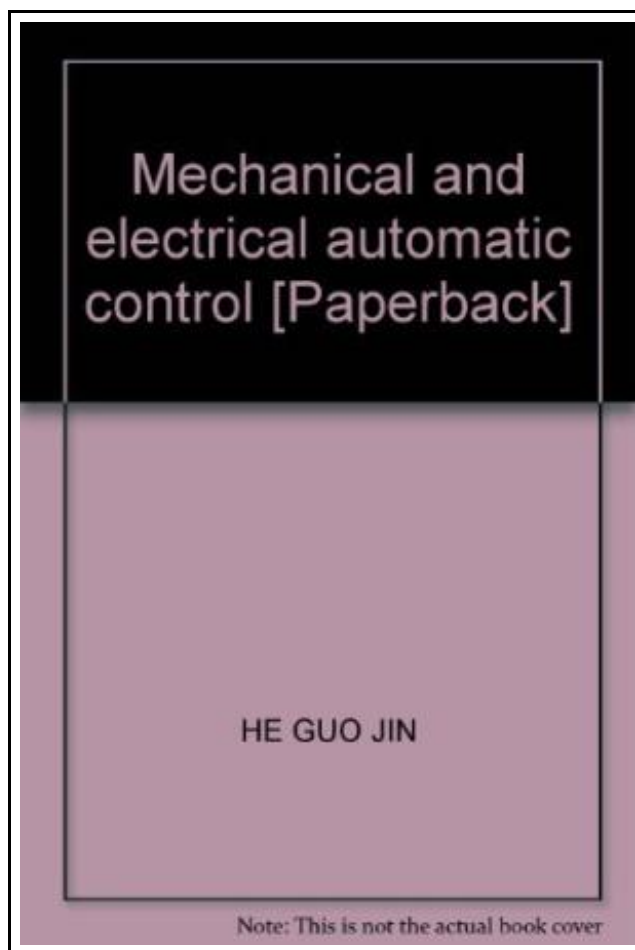 Mechanical and
electrical automatic
control [Paperback]
HE GUO JIN
Note: This is not the actual book cover